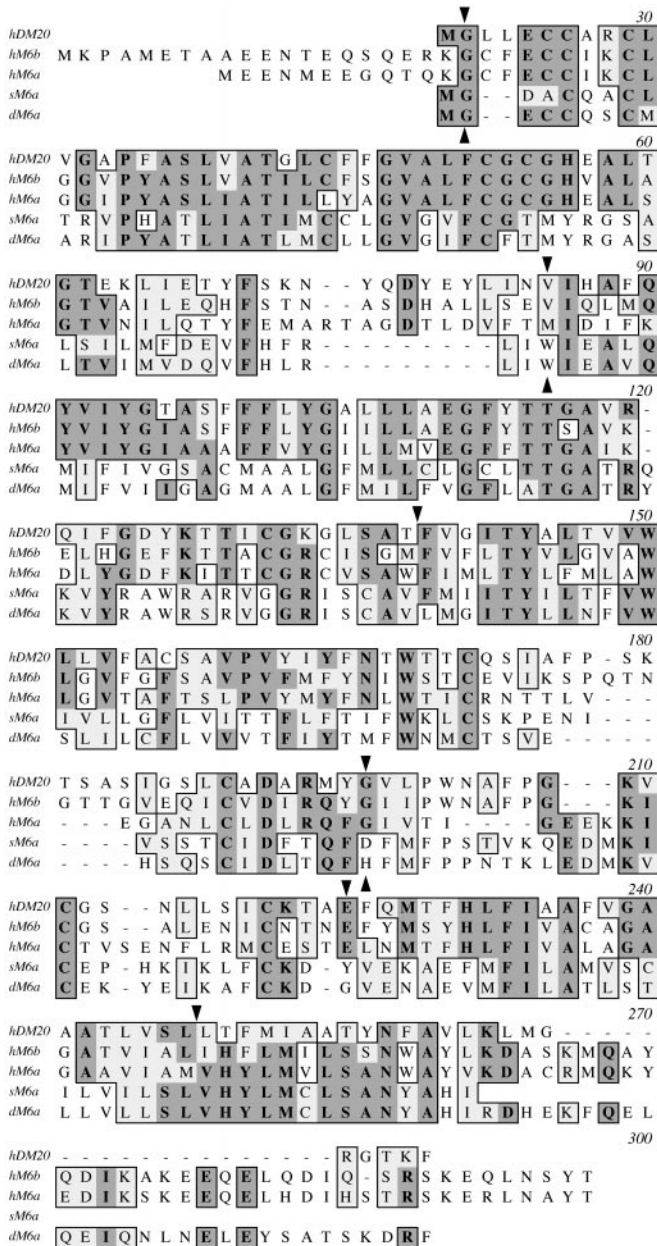 30
hDM20 M G L L E C C A R C L
hM6b M K P A M E T A A E E N T E Q S Q E R K G C F E C C I K C L
hM6a M E E N M E E G Q T Q K G C F E C C I K C L
sM6a M G - - D A C Q A C L
dM6a M G - - E C C Q S C M
60
hDM20 V G A P F A S L V A T G L C F F G V A L F C G C G H E A L T
hM6b G G V P Y A S L V A T I L C F S G V A L F C G C G H V A L A
hM6a G G I P Y A S L I A T I L L Y A G V A L F C G C G H E A L S
sM6a T R V P H A T L I A T I M C C L G V G V F C G T M Y R G S A
dM6a A R I P Y A T L I A T L M C L L G V G I F C F T M Y R G A S
90
hDM20 G T E K L I E T Y F S K N - - Y Q D Y E Y L I N V I H A F Q
hM6b G T V A I L E Q H F S T N - - A S D H A L L S E V I Q L M Q
hM6a G T V N I L Q T Y F E M A R T A G D T L D V F T M I D I F K
sM6a L S I L M F D E V F H F R - - - - - - - - - L I W I E A L Q
dM6a L T V I M V D Q V F H L R - - - - - - - - - L I W I E A V Q
120
hDM20 Y V I Y G T A S F F F L Y G A L L L A E G F Y T T G A V R -
hM6b Y V I Y G I A S F F F L Y G I I L L A E G F Y T T S A V K -
hM6a Y V I Y G I A A F F F V Y G I L L M V E G F F T T G A I K -
sM6a M I F I V G S A C M A A L G F M L L C L G C L T T G A T R Q
dM6a M I F V I I G A G M A A L G F M I L F V G F L A T G A T R Y
150
hDM20 Q I F G D Y K T T I C G K G L S A T F V G I T Y A L T V V W
hM6b E L H G E F K T T A C G R C I S G M F V F L T Y V L G V A W
hM6a D L Y G D F K I T T C G R C V S A W F I M L T Y L F M L A W
sM6a K V Y R A W R A R V G G R I S C A V F M I I T Y I L T F V W
dM6a K V Y R A W R S R V G G R I S C A V L M G I T Y L L N F V W
180
hDM20 L L V F A C S A V P V Y I Y F N T W T T C Q S I A F P - S K
hM6b L G V F G F S A V P V F M F Y N I W S T C E V I K S P Q T N
hM6a L G V T A F T S L P V Y M Y F N L W T I C R N T T L V - - -
sM6a I V L L G F L V I T T F L F T I F W K L C S K P E N I - -
dM6a S L I L C F L V V V T F I Y T M F W N M C T S V E - - - - -
210
hDM20 T S A S I G S L C A D A R M Y G V L P W N A F P G - - - K V
hM6b G T T G V E Q I C V D I R Q Y G I I P W N A F P G - - - K I
hM6a - - - E G A N L C L D L R Q F G I V T I - - - G E E K K I
sM6a - - - V S S T C I D F T Q F D F M F P S T V K Q E D M K I
dM6a - - - H S Q S C I D L T Q F H F M F P P N T K L E D M K V
240
hDM20 C G S - - N L L S I C K T A E F Q M T F H L F I A A F V G A
hM6b C G S - - A L E N I C N T N E F Y M S Y H L F I V A C A G A
hM6a C T V S E N F L R M C E S T E L N M T F H L F I V A L A G A
sM6a C E P - H K I K L F C K D - Y V E K A E F M F I L A M V S C
dM6a C E K - Y E I K A F C K D - G V E N A E V M F I L A T L S T
270
hDM20 A A T L V S L L T F M I A A T Y N F A V L K L M G - - - - -
hM6b G A T V I A L I H F L M I L S S N W A Y L K D A S K M Q A Y
hM6a G A A V I A M V H Y L M V L S A N W A Y V K D A C R M Q K Y
sM6a I L V I L S L V H Y L M C L S A N Y A H I
dM6a L L V L L S L V H Y L M C L S A N Y A H I R D H E K F Q E L
300
hDM20 - - - - - - - - - - - - - - - - R G T K F
hM6b Q D I K A K E E Q E L Q D I Q - S R S K E Q L N S Y T
hM6a E D I K S K E E Q E L H D I H S T R S K E R L N A Y T
sM6a
dM6a Q E I Q N L N E L E Y S A T S K D R F